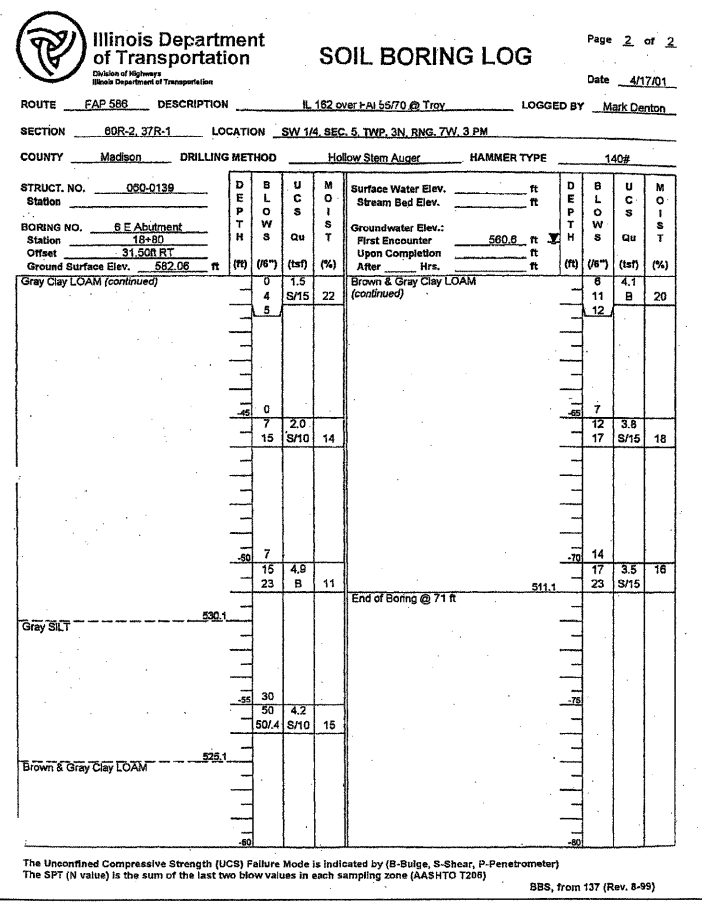 Illinois Department
of Transportation
Division of Highways
Illinois Department of Transportation
SOIL BORING LOG
Page 2 of 2
Date 4/17/01
ROUTE FAP 586 DESCRIPTION IL 162 over FAI 55/70 @ Troy LOGGED BY Mark Denton
SECTION 60R-2, 37R-1 LOCATION SW 1/4, SEC. 5, TWP. 3N, RNG. 7W, 3 PM
COUNTY Madison DRILLING METHOD Hollow Stem Auger HAMMER TYPE 140#
STRUCT. NO. 060-0139
Station
BORING NO. 6 E Abutment
Station 18+80
Offset 31.50ft RT
Ground Surface Elev. 582.06 ft
DEPTH (ft)
BLOWS (/6")
UCS Qu (tsf)
MOIST (%)
Surface Water Elev. ft
Stream Bed Elev. ft
Groundwater Elev.:
First Encounter 560.6 ft
Upon Completion ft
After Hrs. ft
DEPTH (ft)
BLOWS (/6")
UCS Qu (tsf)
MOIST (%)
Gray Clay LOAM (continued)
0 1.5
4 S/15 22
5
-45 0
7 2.0
15 S/10 14
-50 7
15 4.9
23 B 11
530.1
Gray SILT
-55 30
50 4.2
50/.4 S/10 15
525.1
Brown & Gray Clay LOAM
-60
Brown & Gray Clay LOAM
(continued)
6 4.1
11 B 20
12
-65 7
12 3.8
17 S/15 18
-70 14
17 3.5 16
23 S/15
511.1
End of Boring @ 71 ft
-75
-80
The Unconfined Compressive Strength (UCS) Failure Mode is indicated by (B-Bulge, S-Shear, P-Penetrometer)
The SPT (N value) is the sum of the last two blow values in each sampling zone (AASHTO T206)
BBS, from 137 (Rev. 8-99)